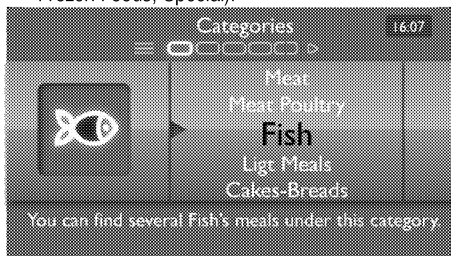 Frozen Foods, Special).
Categories
16:07
Meat
Meat Poultry
Fish
Ligt Meals
Cakes-Breads
You can find several Fish's meals under this category.